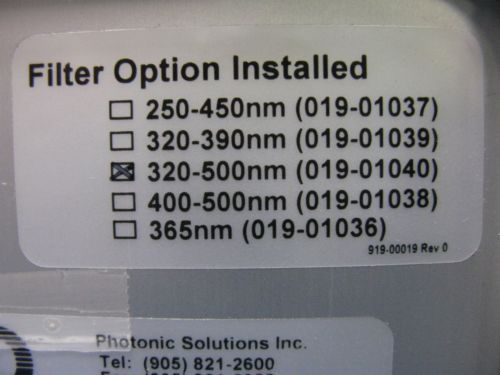 Filter Option Installed
☐ 250-450nm (019-01037)
☐ 320-390nm (019-01039)
☒ 320-500nm (019-01040)
☐ 400-500nm (019-01038)
☐ 365nm (019-01036)
919-00019 Rev 0
Photonic Solutions Inc.
Tel: (905) 821-2600